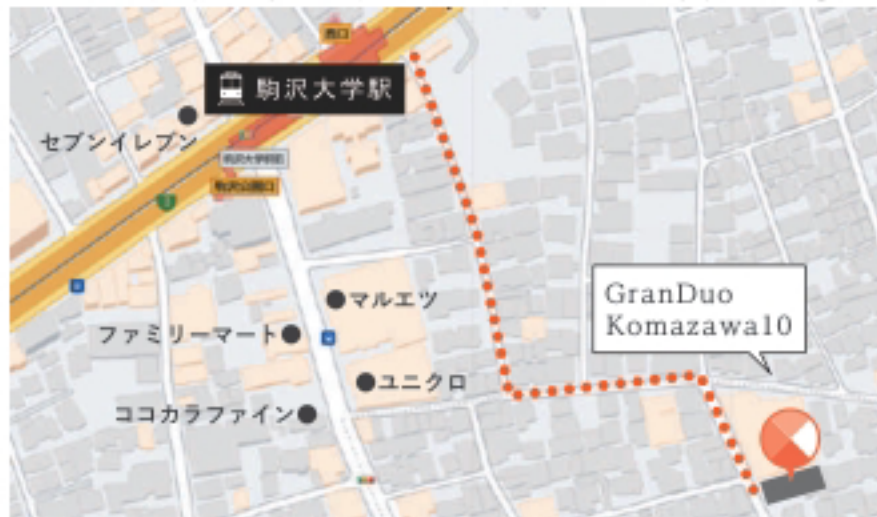 西口
駒沢大学駅
セブンイレブン
駒沢大学駅前
駒沢公園口
マルエツ
GranDuo
Komazawa10
ファミリーマート
ユニクロ
ココカラファイン